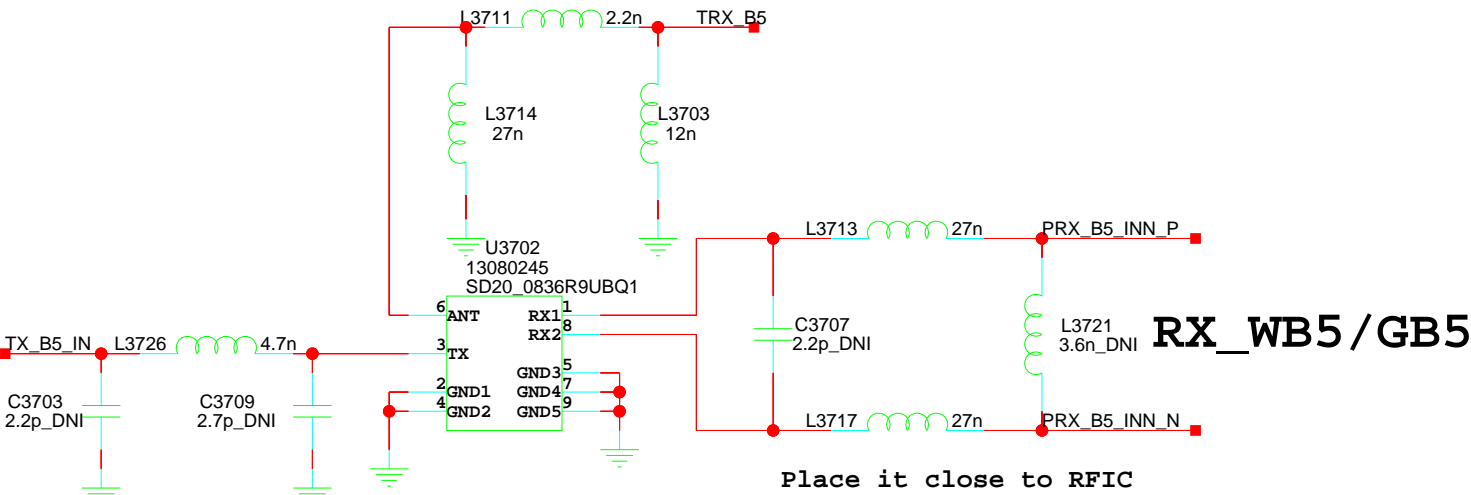 L3711 2.2n TRX_B5
L3714
27n
L3703
12n
U3702
13080245
SD20_0836R9UBQ1
L3713 27n PRX_B5_INN_P
6 ANT RX1 1
RX2 8
C3707
2.2p_DNI
L3721
3.6n_DNI
RX_WB5/GB5
TX_B5_IN L3726 4.7n
3 TX
GND3 5
2 GND1 GND4 7
4 GND2 GND5 9
C3703
2.2p_DNI
C3709
2.7p_DNI
L3717 27n PRX_B5_INN_N
Place it close to RFIC